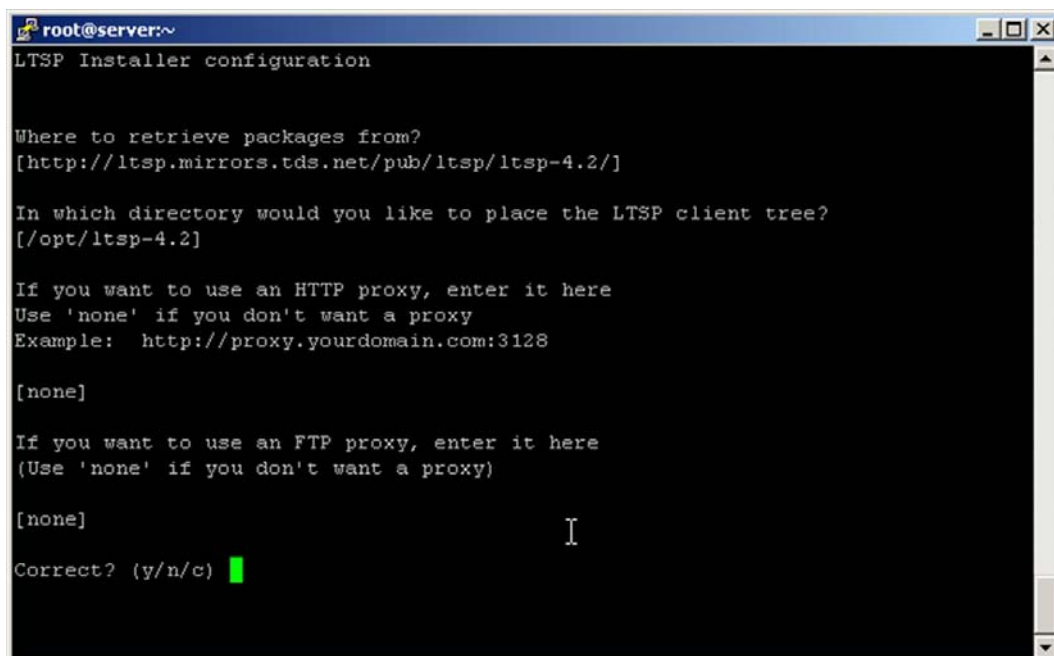 root@server:~
LTSP Installer configuration
Where to retrieve packages from?
[http://ltsp.mirrors.tds.net/pub/ltsp/ltsp-4.2/]
In which directory would you like to place the LTSP client tree?
[/opt/ltsp-4.2]
If you want to use an HTTP proxy, enter it here
Use 'none' if you don't want a proxy
Example:  http://proxy.yourdomain.com:3128
[none]
If you want to use an FTP proxy, enter it here
(Use 'none' if you don't want a proxy)
[none]
Correct? (y/n/c)